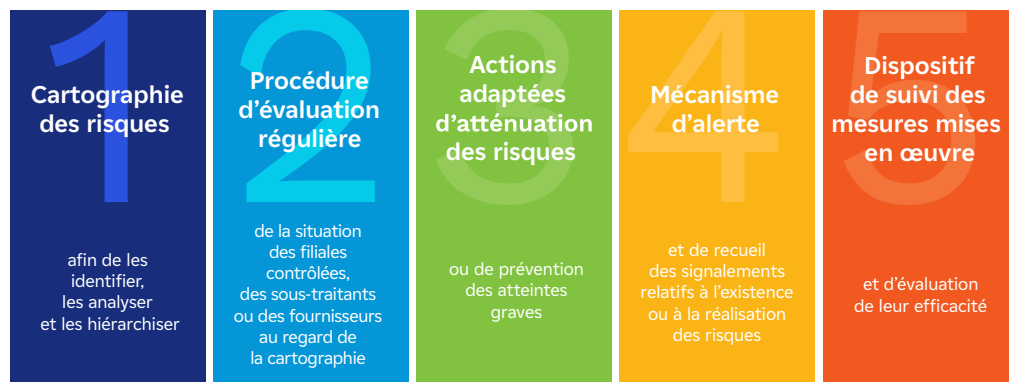 1
Cartographie
des risques
afin de les
identifier,
les analyser
et les hiérarchiser
2
Procédure
d'évaluation
régulière
de la situation
des filiales
contrôlées,
des sous-traitants
ou des fournisseurs
au regard de
la cartographie
3
Actions
adaptées
d'atténuation
des risques
ou de prévention
des atteintes
graves
4
Mécanisme
d'alerte
et de recueil
des signalements
relatifs à l'existence
ou à la réalisation
des risques
5
Dispositif
de suivi des
mesures mises
en œuvre
et d'évaluation
de leur efficacité